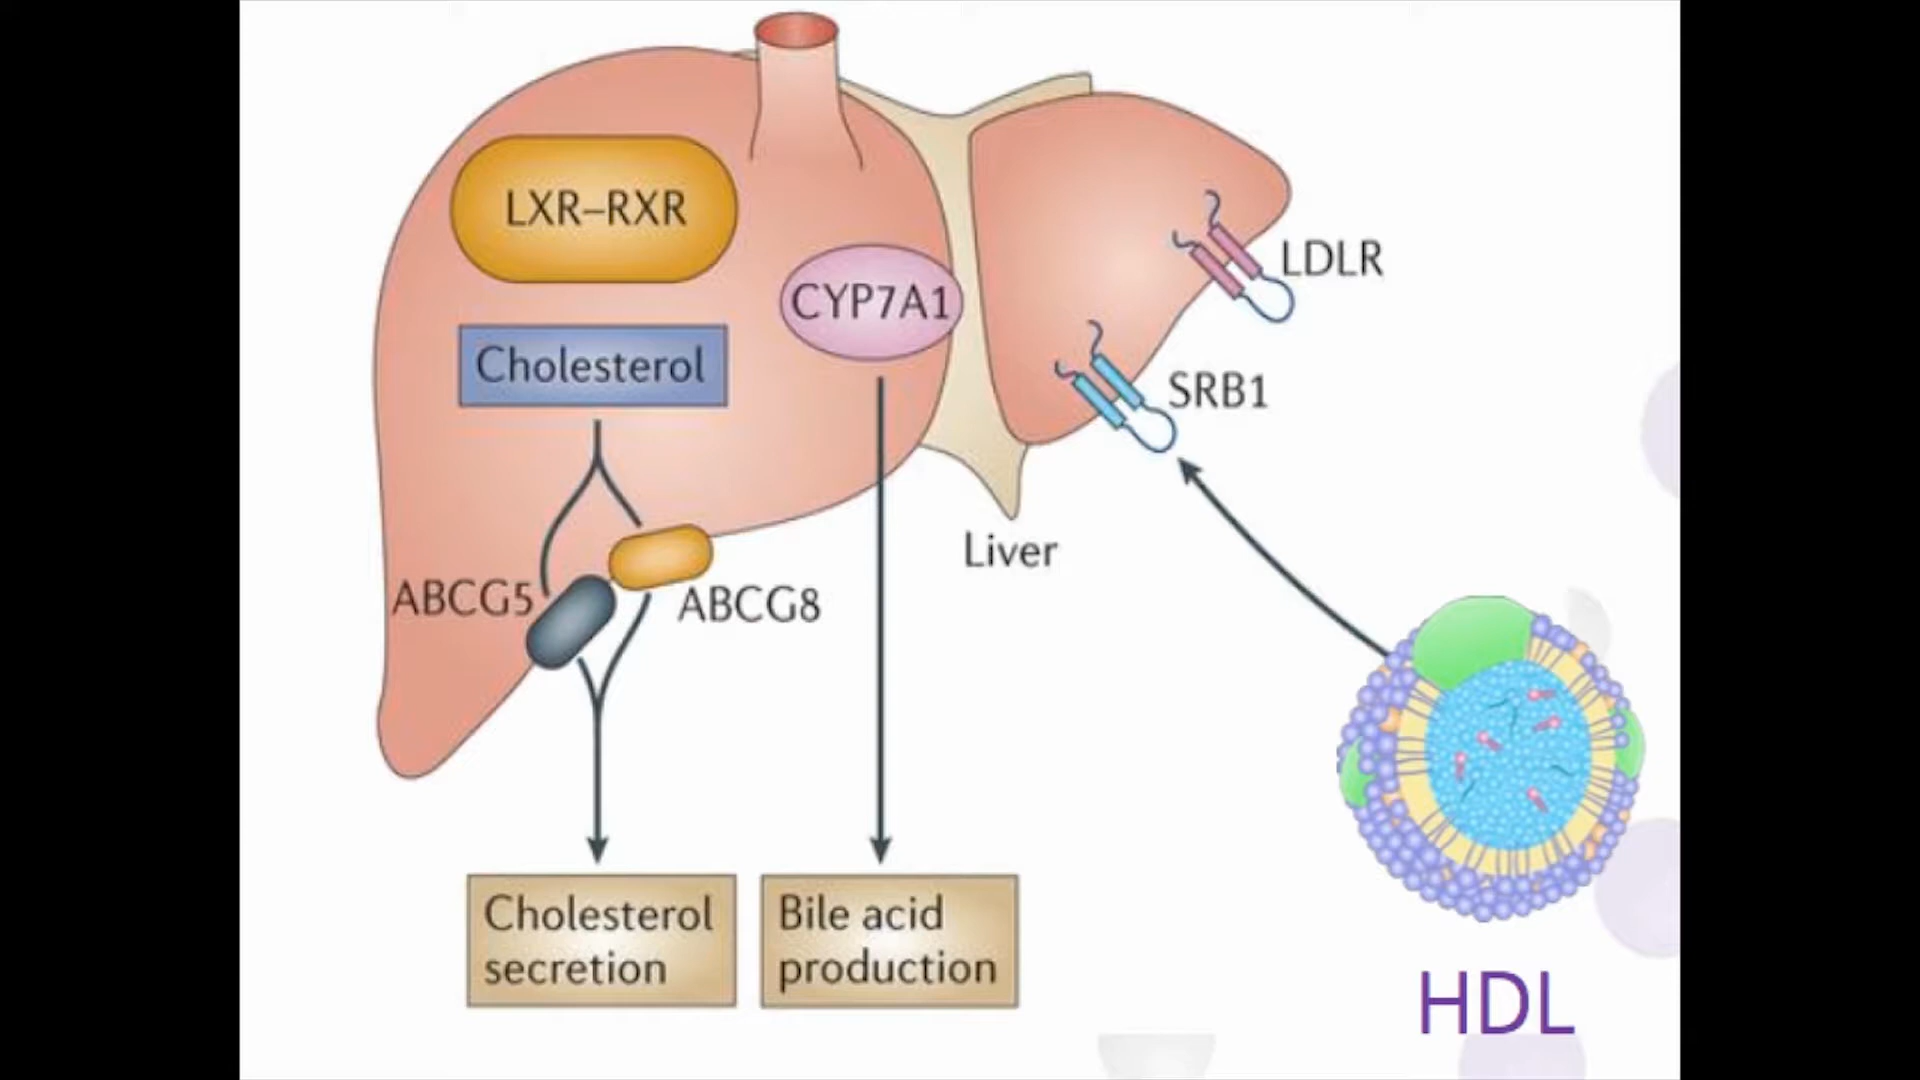 LXR–RXR
CYP7A1
LDLR
Cholesterol
SRB1
Liver
ABCG5
ABCG8
Cholesterol
secretion
Bile acid
production
HDL